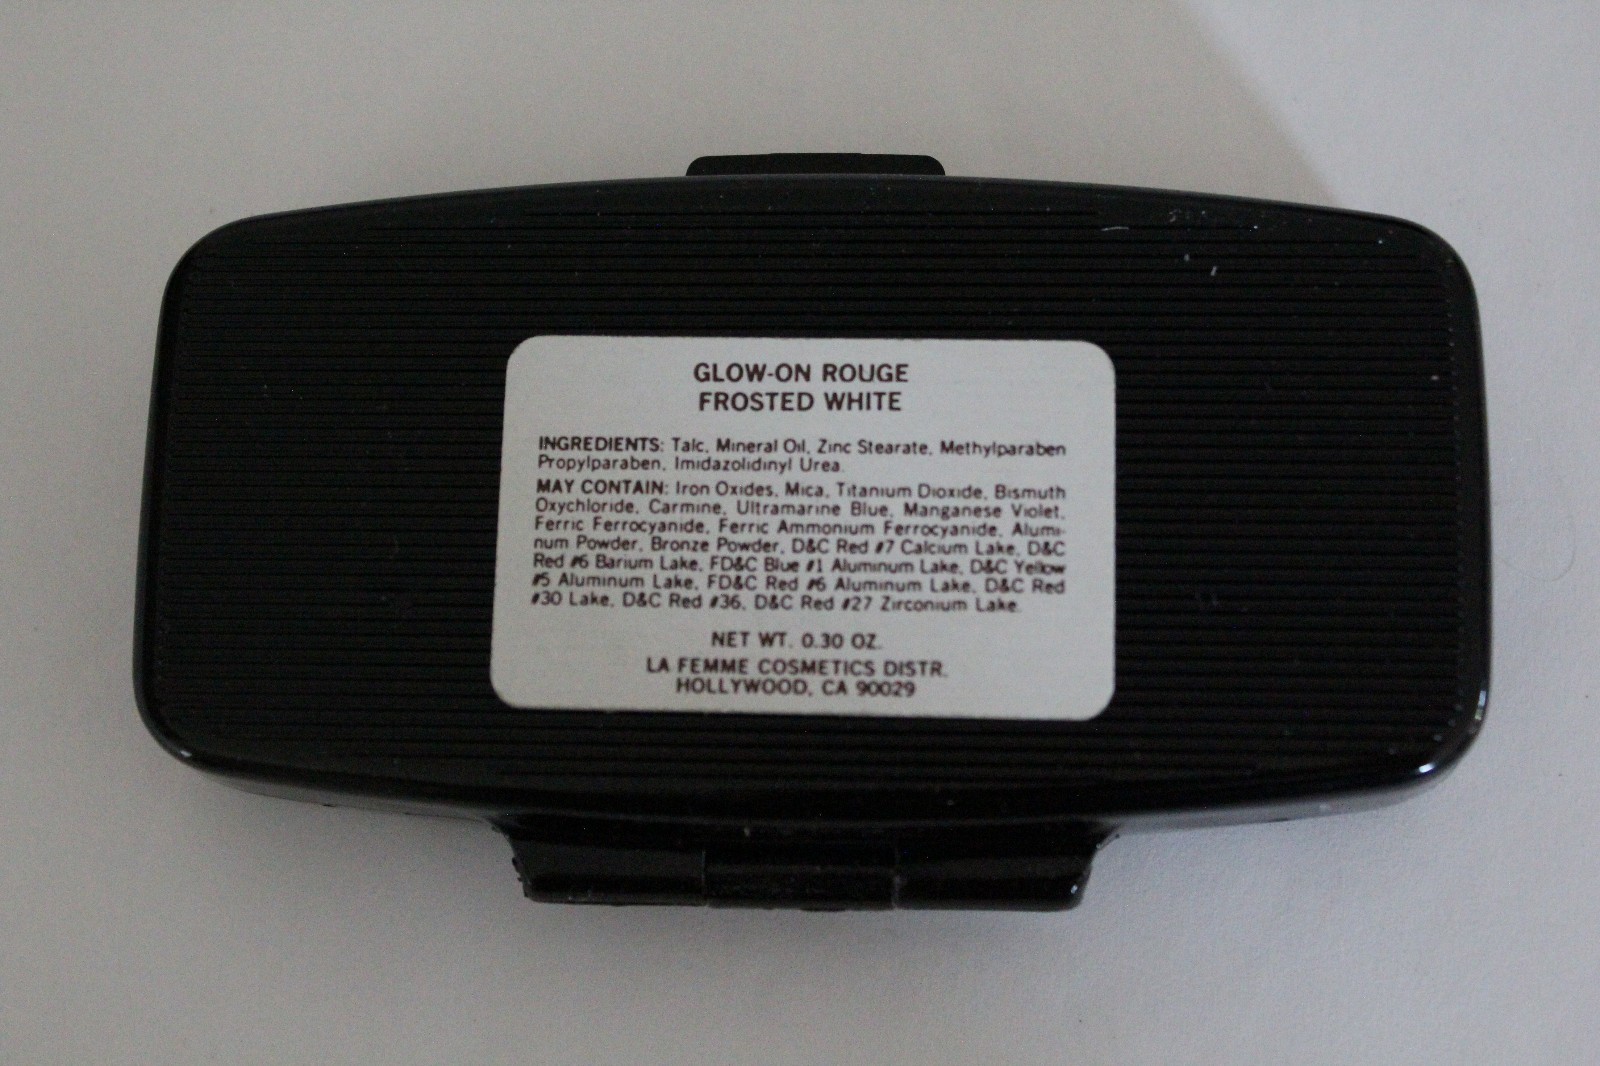 GLOW-ON ROUGE
FROSTED WHITE
INGREDIENTS: Talc, Mineral Oil, Zinc Stearate, Methylparaben
Propylparaben, Imidazolidinyl Urea.
MAY CONTAIN: Iron Oxides, Mica, Titanium Dioxide, Bismuth
Oxychloride, Carmine, Ultramarine Blue, Manganese Violet,
Ferric Ferrocyanide, Ferric Ammonium Ferrocyanide, Alumi-
num Powder, Bronze Powder, D&C Red #7 Calcium Lake, D&C
Red #6 Barium Lake, FD&C Blue #1 Aluminum Lake, D&C Yellow
#5 Aluminum Lake, FD&C Red #6 Aluminum Lake, D&C Red
#30 Lake, D&C Red #36, D&C Red #27 Zirconium Lake.
NET WT. 0.30 OZ.
LA FEMME COSMETICS DISTR.
HOLLYWOOD, CA 90029